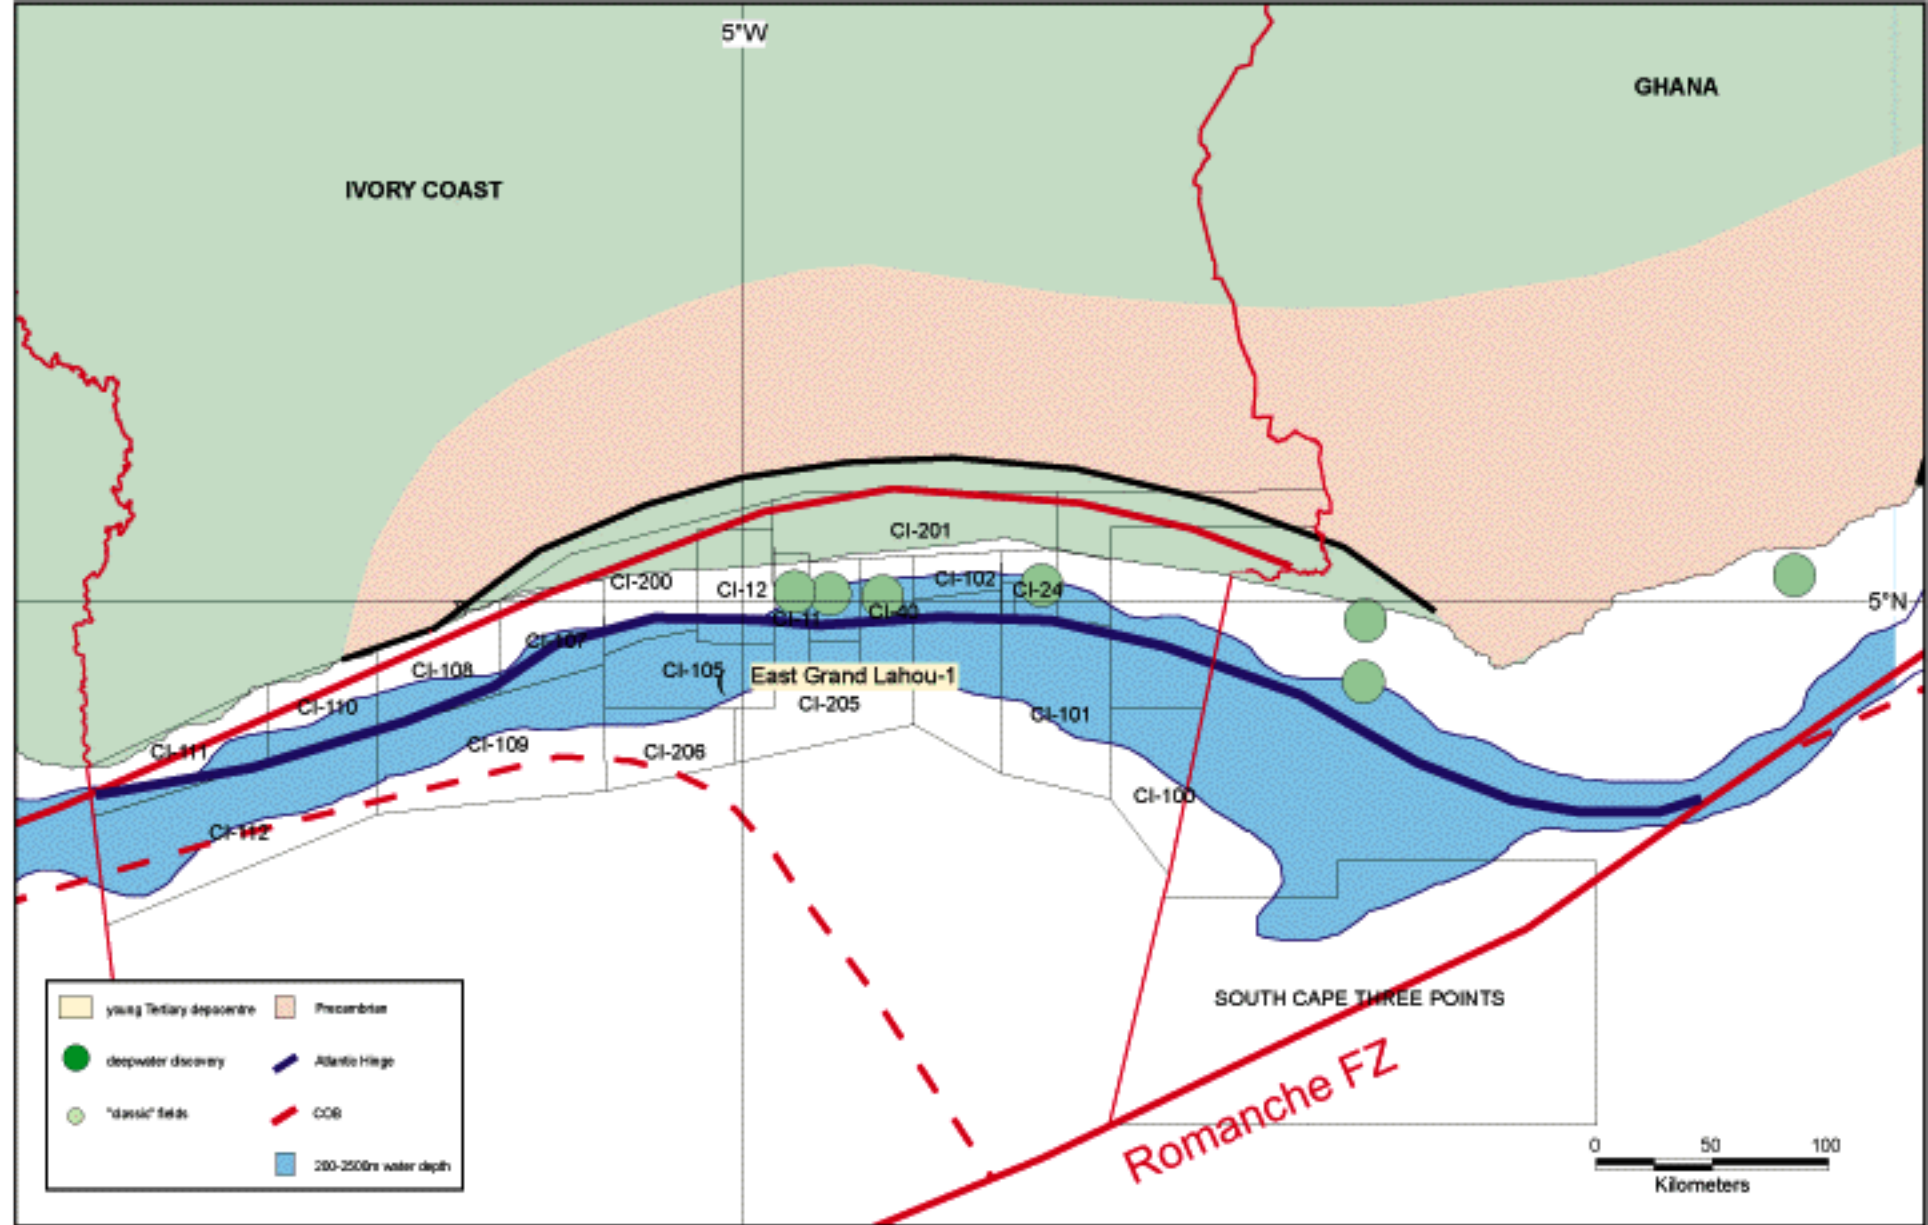 5°W
GHANA
IVORY COAST
CI-201
CI-200
CI-12
CI-102
CI-24
5°N
CI-11
CI-40
CI-107
CI-108
CI-105
East Grand Lahou-1
CI-110
CI-205
CI-101
CI-111
CI-109
CI-206
CI-100
CI-112
SOUTH CAPE THREE POINTS
Romanche FZ
young Tertiary depocentre
Precambrian
deepwater discovery
Atlantic Hinge
"classic" fields
COB
200-2500m water depth
0 50 100
Kilometers